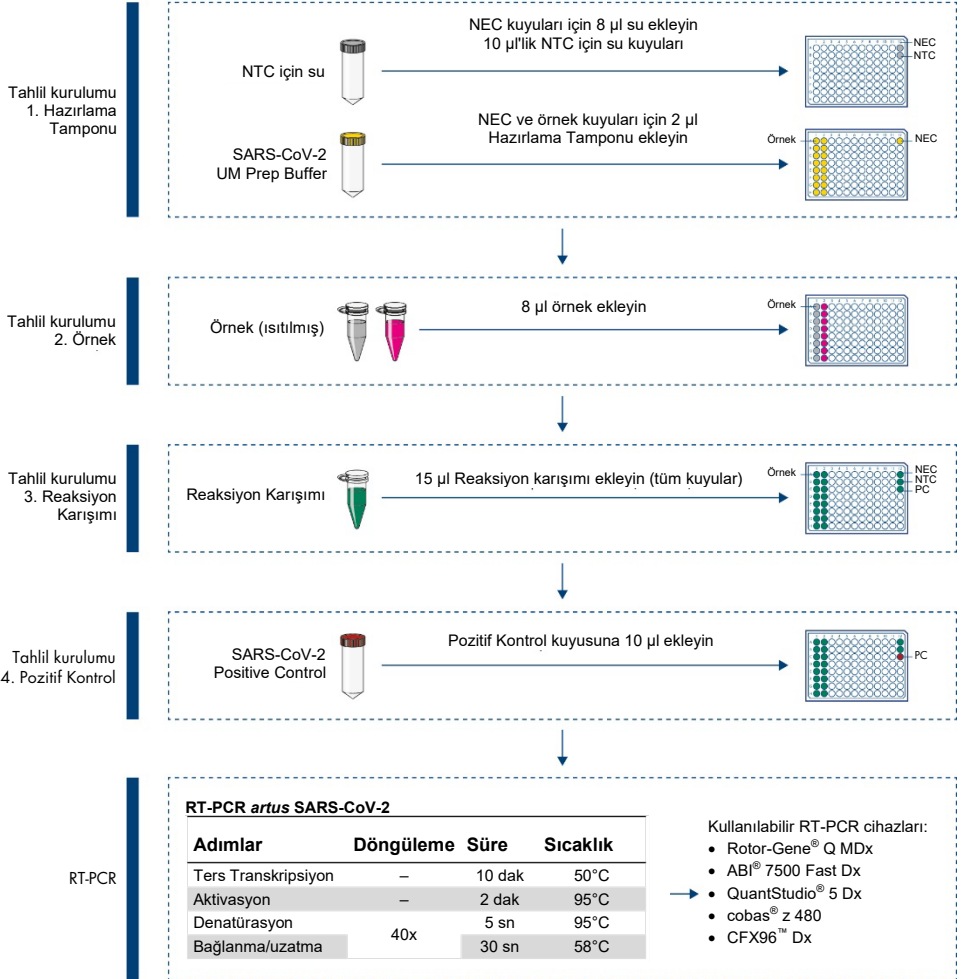 Tahlil kurulumu
1. Hazırlama
Tamponu
NTC için su
NEC kuyuları için 8 µl su ekleyin
10 µl'lik NTC için su kuyuları
NEC
NTC
SARS-CoV-2
UM Prep Buffer
NEC ve örnek kuyuları için 2 µl
Hazırlama Tamponu ekleyin
Örnek
NEC
Tahlil kurulumu
2. Örnek
Örnek (ısıtılmış)
8 µl örnek ekleyin
Örnek
Tahlil kurulumu
3. Reaksiyon
Karışımı
Reaksiyon Karışımı
15 µl Reaksiyon karışımı ekleyin (tüm kuyular)
Örnek
NEC
NTC
PC
Tahlil kurulumu
4. Pozitif Kontrol
SARS-CoV-2
Positive Control
Pozitif Kontrol kuyusuna 10 µl ekleyin
PC
RT-PCR
RT-PCR artus SARS-CoV-2
Adımlar Döngüleme Süre Sıcaklık
Ters Transkripsiyon – 10 dak 50°C
Aktivasyon – 2 dak 95°C
Denatürasyon 40x 5 sn 95°C
Bağlanma/uzatma 30 sn 58°C
Kullanılabilir RT-PCR cihazları:
• Rotor-Gene® Q MDx
• ABI® 7500 Fast Dx
• QuantStudio® 5 Dx
• cobas® z 480
• CFX96™ Dx